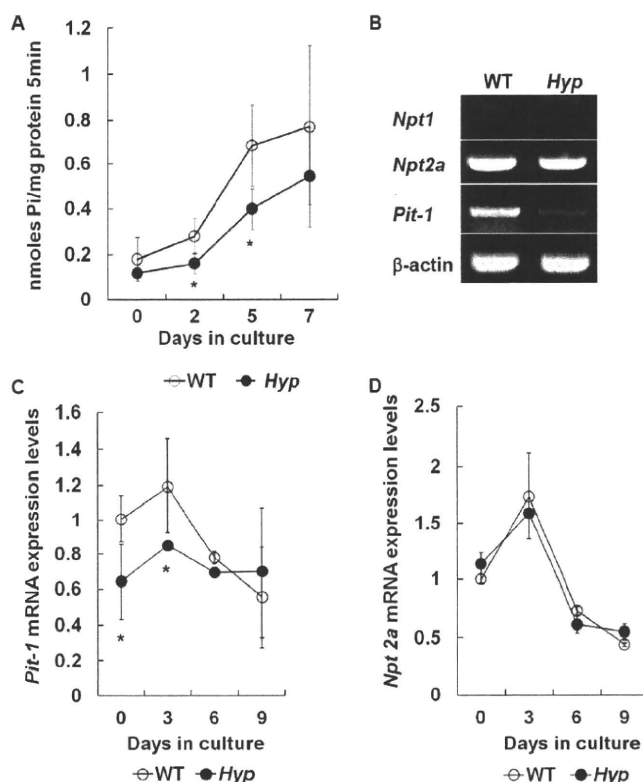 A
nmoles Pi/mg protein 5min
1.2
1
0.8
0.6
0.4
0.2
0
*
*
0 2 5 7
Days in culture
WT Hyp
B
WT Hyp
Npt1
Npt2a
Pit-1
β-actin
C
Pit-1 mRNA expression levels
1.6
1.4
1.2
1
0.8
0.6
0.4
0.2
0
*
*
0 3 6 9
Days in culture
WT Hyp
D
Npt 2a mRNA expression levels
2.5
2
1.5
1
0.5
0
0 3 6 9
Days in culture
WT Hyp